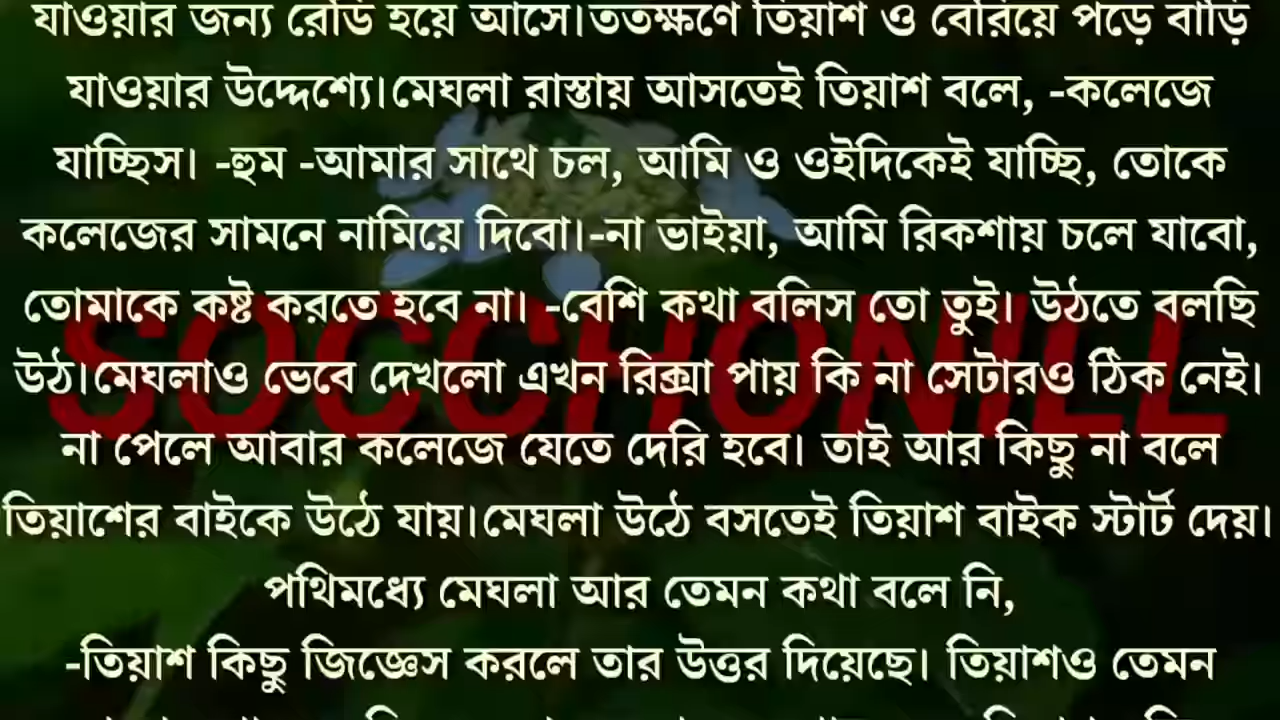 যাওয়ার জন্য রেডি হয়ে আসে।ততক্ষণে তিয়াশ ও বেরিয়ে পড়ে বাড়ি
যাওয়ার উদ্দেশ্যে।মেঘলা রাস্তায় আসতেই তিয়াশ বলে, -কলেজে
যাচ্ছিস। -হুম -আমার সাথে চল, আমি ও ওইদিকেই যাচ্ছি, তোকে
কলেজের সামনে নামিয়ে দিবো।-না ভাইয়া, আমি রিকশায় চলে যাবো,
তোমাকে কষ্ট করতে হবে না। -বেশি কথা বলিস তো তুই। উঠতে বলছি
SOCCHONILL
উঠ।মেঘলাও ভেবে দেখলো এখন রিক্সা পায় কি না সেটারও ঠিক নেই।
না পেলে আবার কলেজে যেতে দেরি হবে। তাই আর কিছু না বলে
তিয়াশের বাইকে উঠে যায়।মেঘলা উঠে বসতেই তিয়াশ বাইক স্টার্ট দেয়।
পথিমধ্যে মেঘলা আর তেমন কথা বলে নি,
-তিয়াশ কিছু জিজ্ঞেস করলে তার উত্তর দিয়েছে। তিয়াশও তেমন